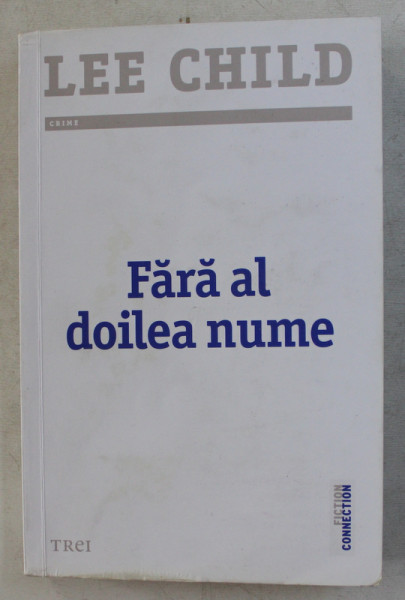 LEE CHILD
CRIME
Fără al
doilea nume
FICTION
CONNECTION
TREI